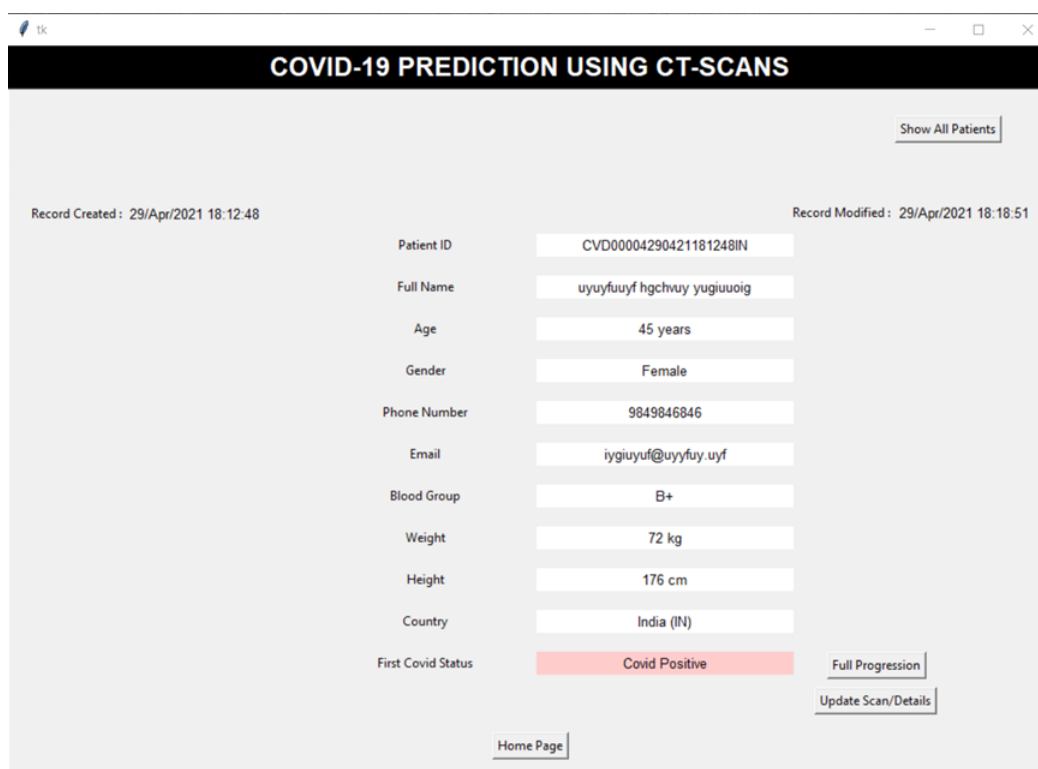 tk
COVID-19 PREDICTION USING CT-SCANS
Show All Patients
Record Created : 29/Apr/2021 18:12:48
Record Modified : 29/Apr/2021 18:18:51
Patient ID CVD00004290421181248IN
Full Name uyuyfuuyf hgchvuy yugiuuoig
Age 45 years
Gender Female
Phone Number 9849846846
Email iygiuyuf@uyyfuy.uyf
Blood Group B+
Weight 72 kg
Height 176 cm
Country India (IN)
First Covid Status Covid Positive Full Progression
Update Scan/Details
Home Page